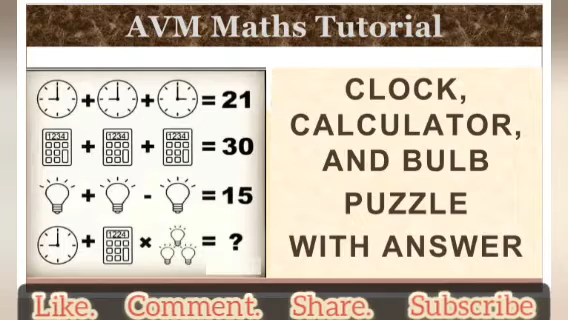 AVM Maths Tutorial
+ + = 21
1234 + 1234 + 1234 = 30
+ - = 15
+ 1224 × = ?
CLOCK,
CALCULATOR,
AND BULB
PUZZLE
WITH ANSWER
Like. Comment. Share. Subscribe